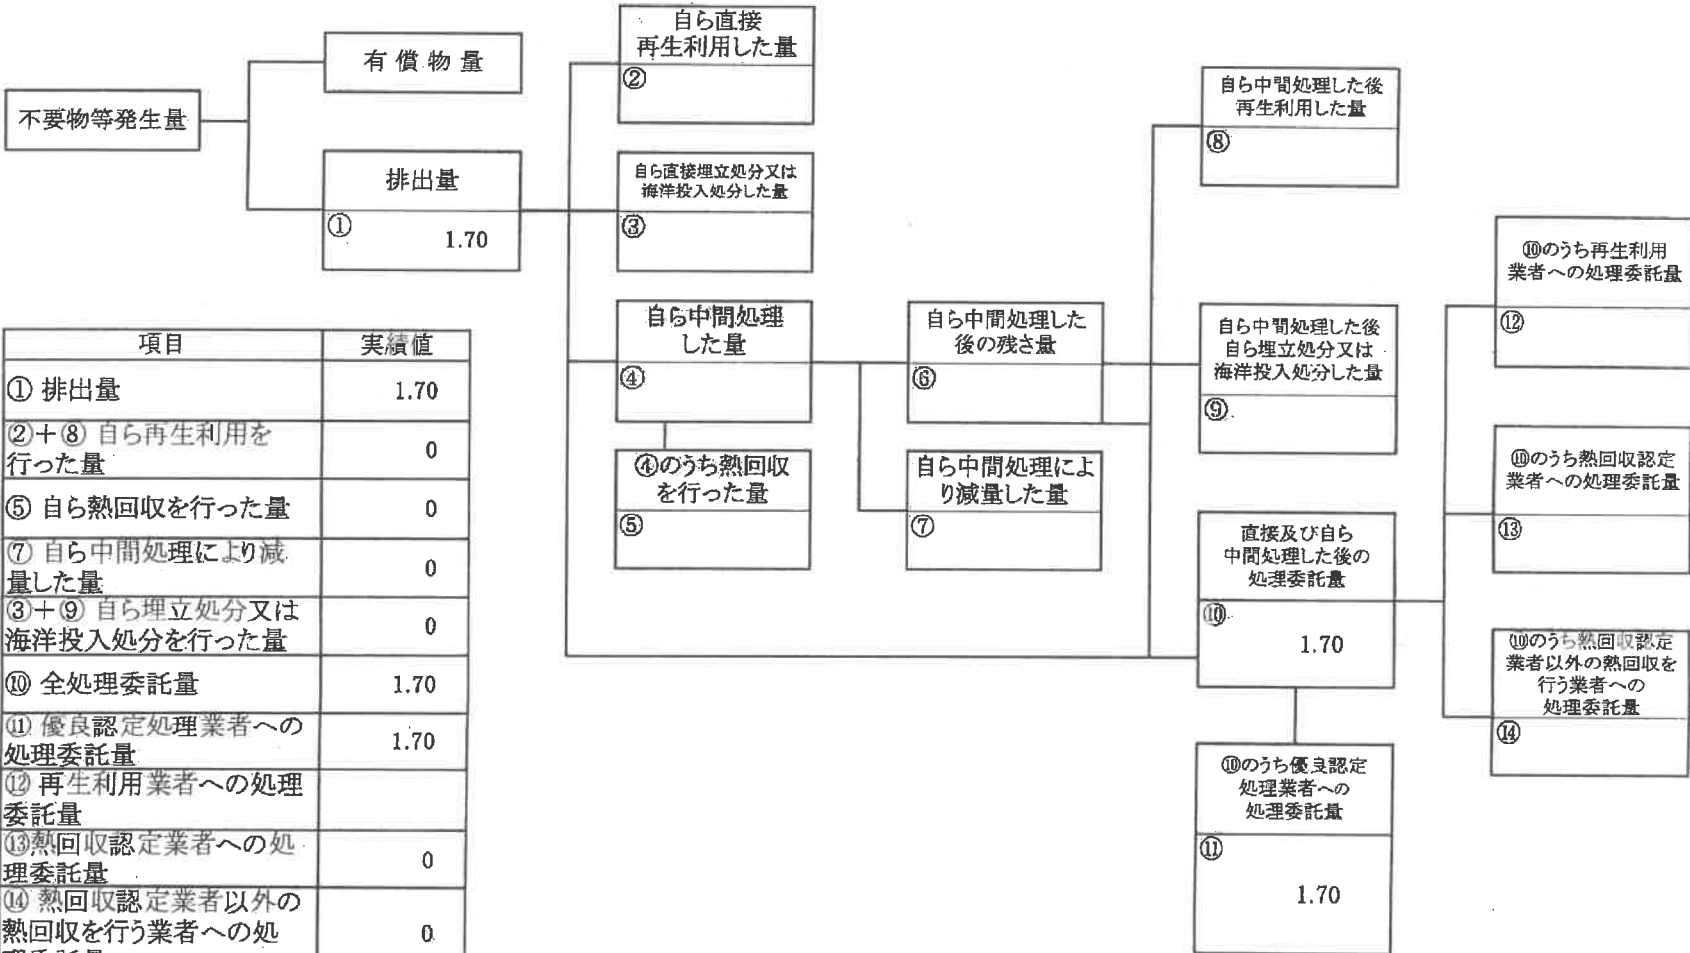 不要物等発生量
有償物量
排出量
①
1.70
自ら直接
再生利用した量
②
自ら直接埋立処分又は
海洋投入処分した量
③
自ら中間処理
した量
④
④のうち熱回収
を行った量
⑤
自ら中間処理した
後の残さ量
⑥
自ら中間処理によ
り減量した量
⑦
自ら中間処理した後
再生利用した量
⑧
自ら中間処理した後
自ら埋立処分又は
海洋投入処分した量
⑨
直接及び自ら
中間処理した後の
処理委託量
⑩
1.70
⑩のうち優良認定
処理業者への
処理委託量
⑪
1.70
⑩のうち再生利用
業者への処理委託量
⑫
⑩のうち熱回収認定
業者への処理委託量
⑬
⑩のうち熱回収認定
業者以外の熱回収を
行う業者への
処理委託量
⑭
項目 実績値
① 排出量 1.70
②+⑧ 自ら再生利用を
行った量 0
⑤ 自ら熱回収を行った量 0
⑦ 自ら中間処理により減
量した量 0
③+⑨ 自ら埋立処分又は
海洋投入処分を行った量 0
⑩ 全処理委託量 1.70
⑪ 優良認定処理業者への
処理委託量 1.70
⑫ 再生利用業者への処理
委託量
⑬熱回収認定業者への処
理委託量 0
⑭ 熱回収認定業者以外の
熱回収を行う業者への処 0